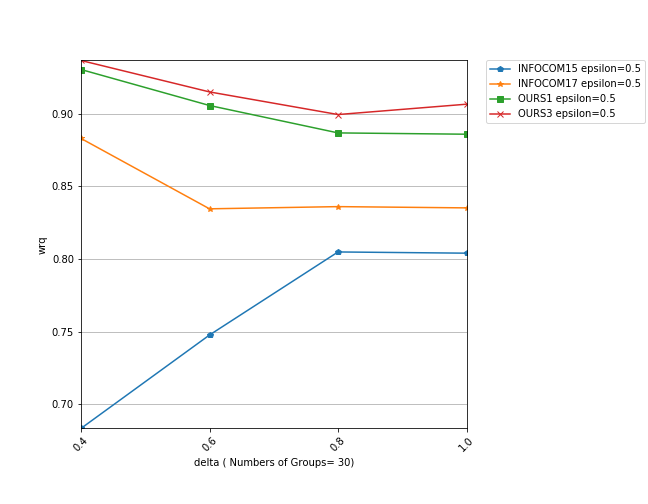 INFOCOM15 epsilon=0.5
INFOCOM17 epsilon=0.5
OURS1 epsilon=0.5
OURS3 epsilon=0.5
0.90
0.85
0.80
0.75
0.70
wrq
0.4
0.6
0.8
1.0
delta ( Numbers of Groups= 30)